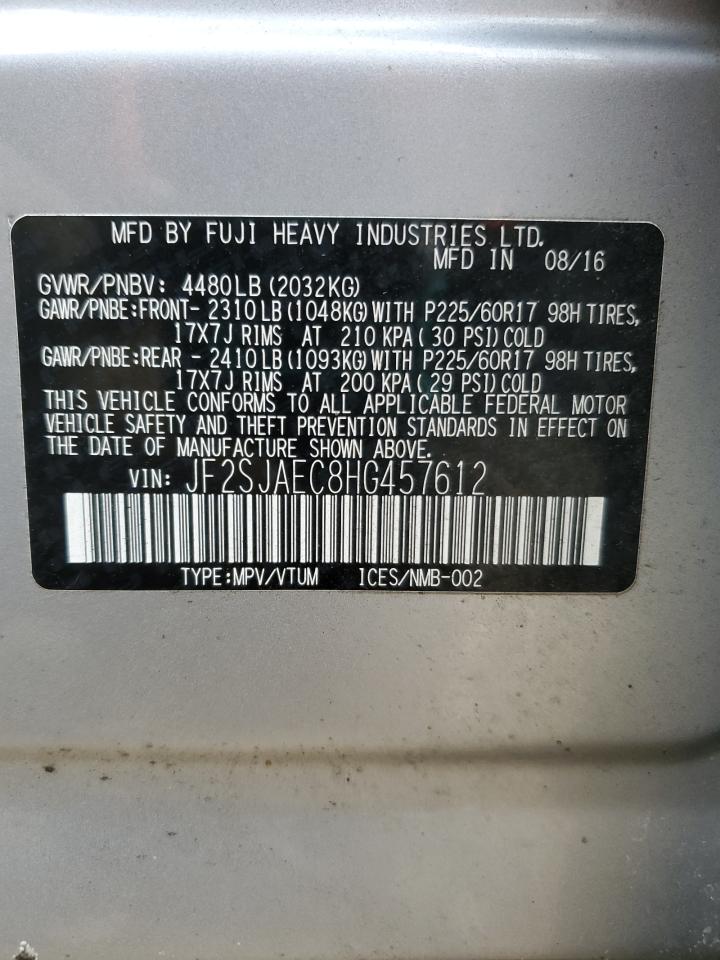 MFD BY FUJI HEAVY INDUSTRIES LTD.
MFD IN 08/16
GVWR/PNBV: 4480LB(2032KG)
GAWR/PNBE:FRONT- 2310LB(1048KG)WITH P225/60R17 98H TIRES,
17X7J RIMS AT 210 KPA( 30 PSI)COLD
GAWR/PNBE:REAR - 2410LB(1093KG)WITH P225/60R17 98H TIRES,
17X7J RIMS AT 200 KPA( 29 PSI)COLD
THIS VEHICLE CONFORMS TO ALL APPLICABLE FEDERAL MOTOR
VEHICLE SAFETY AND THEFT PREVENTION STANDARDS IN EFFECT ON
THE DATE OF MANUFACTURE SHOWN ABOVE.
VIN: JF2SJAEC8HG457612
TYPE:MPV/VTUM ICES/NMB-002